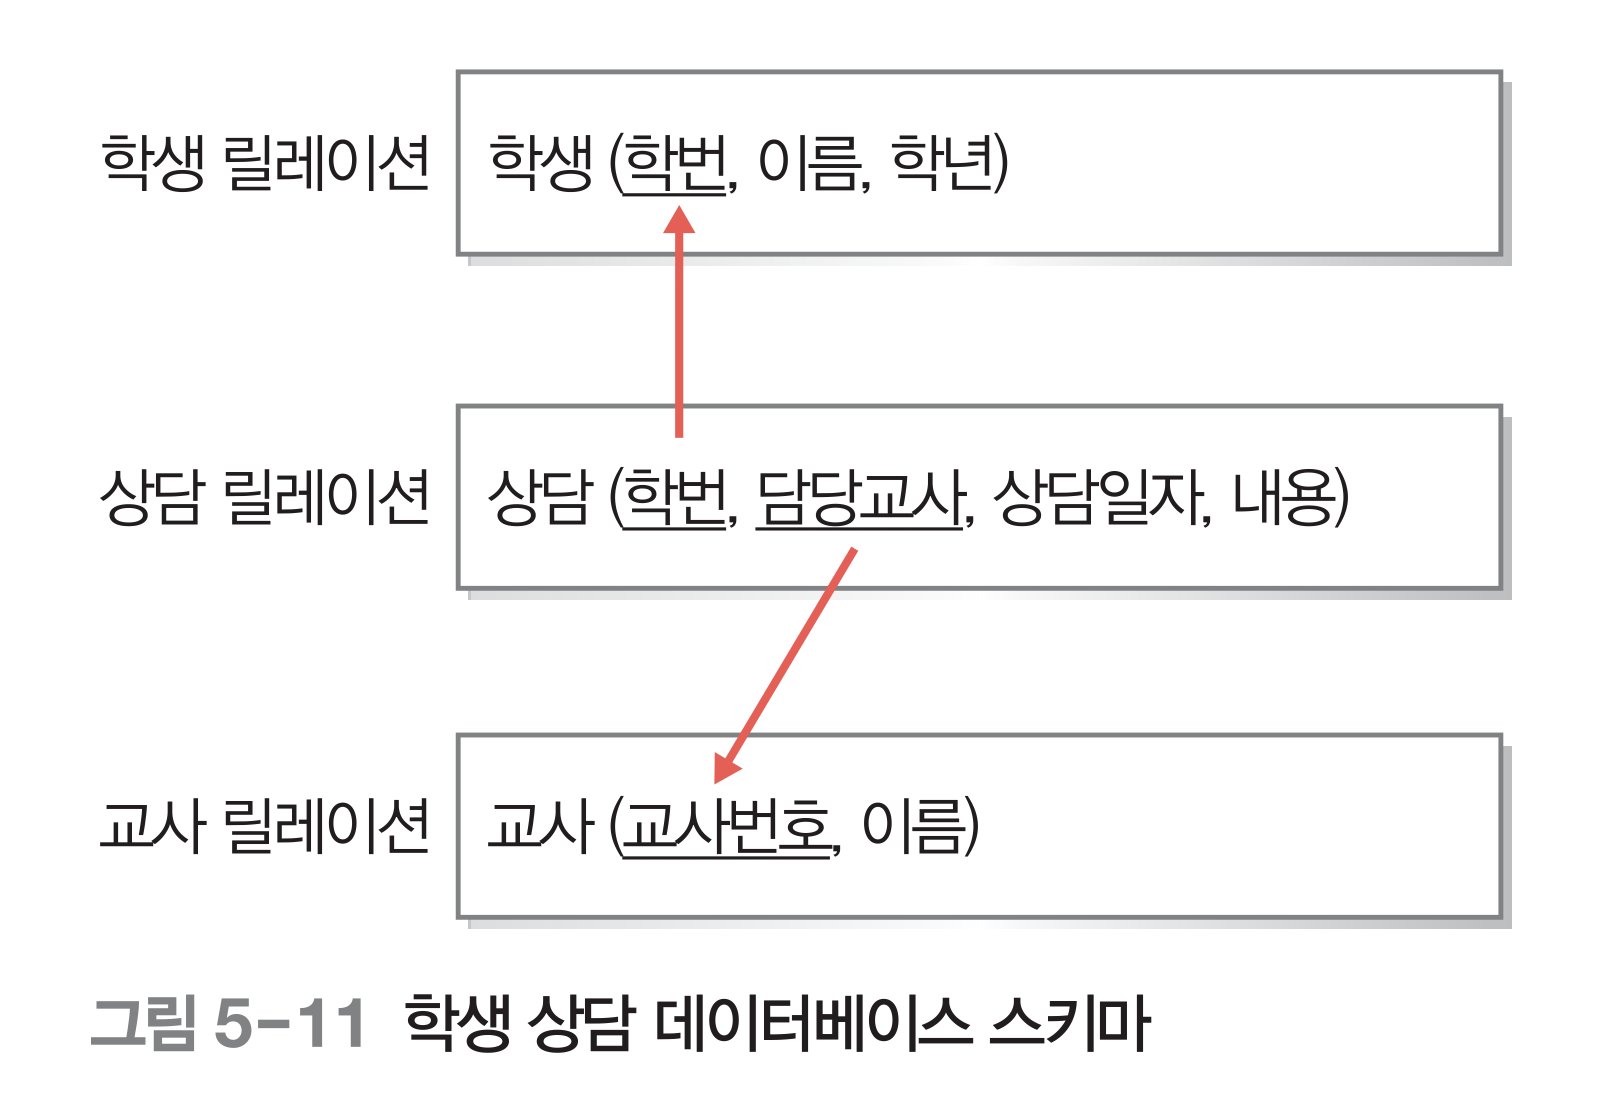 학생 릴레이션 학생 (학번, 이름, 학년)
상담 릴레이션 상담 (학번, 담당교사, 상담일자, 내용)
교사 릴레이션 교사 (교사번호, 이름)
그림 5-11 학생 상담 데이터베이스 스키마